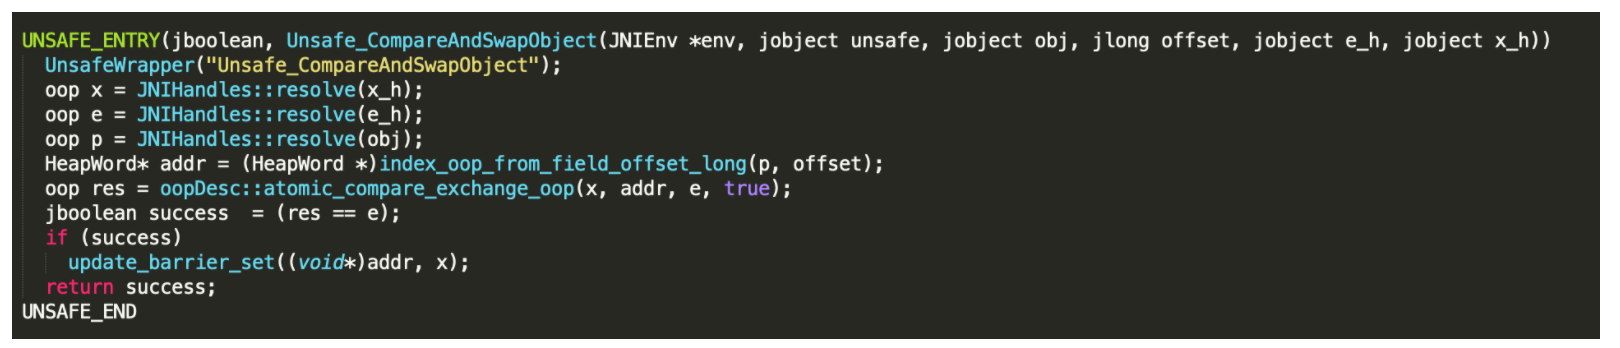 UNSAFE_ENTRY(jboolean, Unsafe_CompareAndSwapObject(JNIEnv *env, jobject unsafe, jobject obj, jlong offset, jobject e_h, jobject x_h))
  UnsafeWrapper("Unsafe_CompareAndSwapObject");
  oop x = JNIHandles::resolve(x_h);
  oop e = JNIHandles::resolve(e_h);
  oop p = JNIHandles::resolve(obj);
  HeapWord* addr = (HeapWord *)index_oop_from_field_offset_long(p, offset);
  oop res = oopDesc::atomic_compare_exchange_oop(x, addr, e, true);
  jboolean success  = (res == e);
  if (success)
    update_barrier_set((void*)addr, x);
  return success;
UNSAFE_END